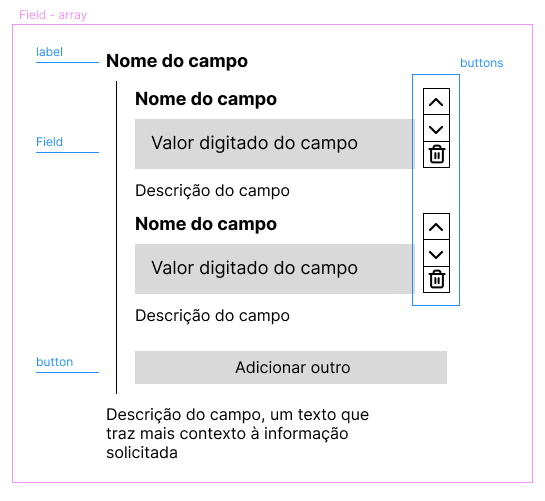 Field - array
label
Nome do campo
buttons
Nome do campo
Field
Valor digitado do campo
Descrição do campo
Nome do campo
Valor digitado do campo
Descrição do campo
button
Adicionar outro
Descrição do campo, um texto que
traz mais contexto à informação
solicitada